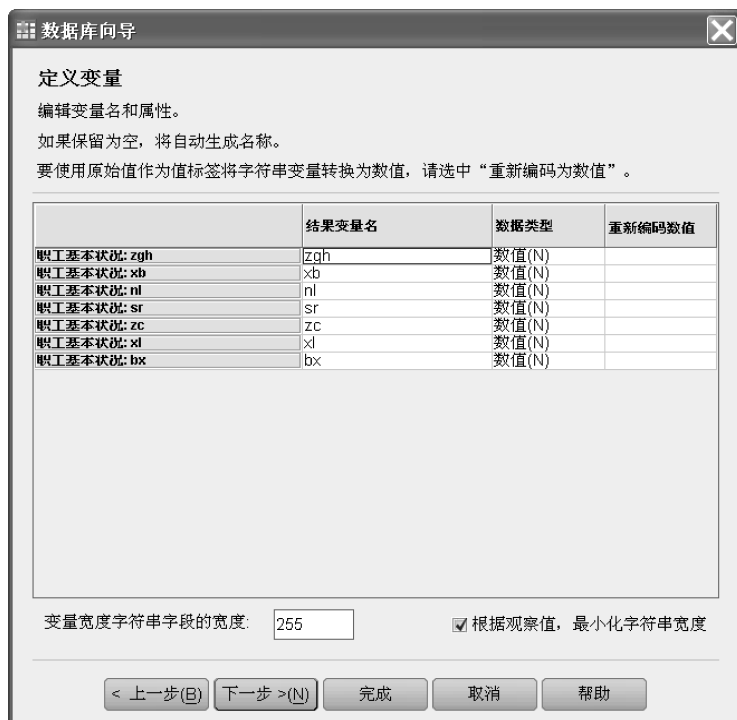 数据库向导
定义变量
编辑变量名和属性。
如果保留为空，将自动生成名称。
要使用原始值作为值标签将字符串变量转换为数值，请选中“重新编码为数值”。
结果变量名 数据类型 重新编码数值
职工基本状况: zgh zgh 数值(N)
职工基本状况: xb xb 数值(N)
职工基本状况: nl nl 数值(N)
职工基本状况: sr sr 数值(N)
职工基本状况: zc zc 数值(N)
职工基本状况: xl xl 数值(N)
职工基本状况: bx bx 数值(N)
变量宽度字符串字段的宽度: 255 根据观察值，最小化字符串宽度
< 上一步(B) 下一步 >(N) 完成 取消 帮助